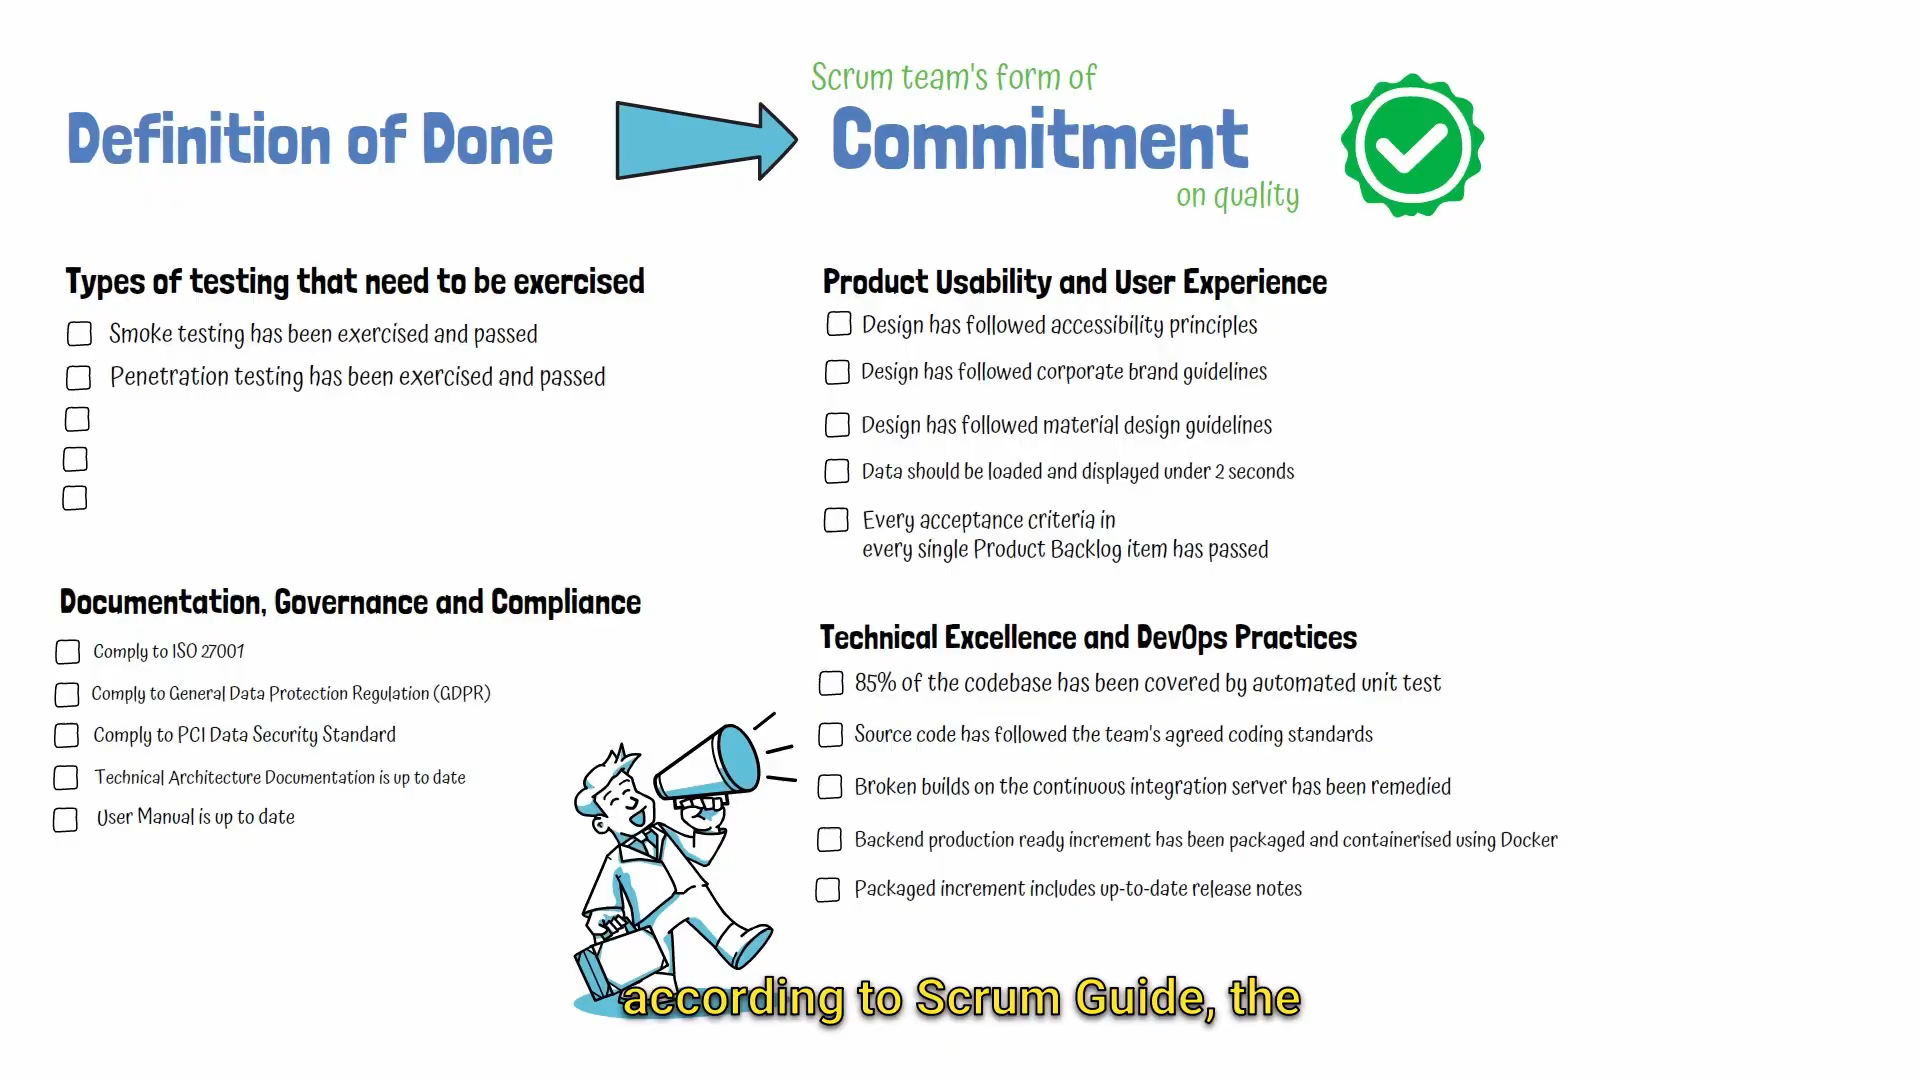 Scrum team's form of
Definition of Done
Commitment
on quality
Types of testing that need to be exercised
Smoke testing has been exercised and passed
Penetration testing has been exercised and passed
Documentation, Governance and Compliance
Comply to ISO 27001
Comply to General Data Protection Regulation (GDPR)
Comply to PCI Data Security Standard
Technical Architecture Documentation is up to date
User Manual is up to date
Product Usability and User Experience
Design has followed accessibility principles
Design has followed corporate brand guidelines
Design has followed material design guidelines
Data should be loaded and displayed under 2 seconds
Every acceptance criteria in
every single Product Backlog item has passed
Technical Excellence and DevOps Practices
85% of the codebase has been covered by automated unit test
Source code has followed the team's agreed coding standards
Broken builds on the continuous integration server has been remedied
Backend production ready increment has been packaged and containerised using Docker
Packaged increment includes up-to-date release notes
according to Scrum Guide, the